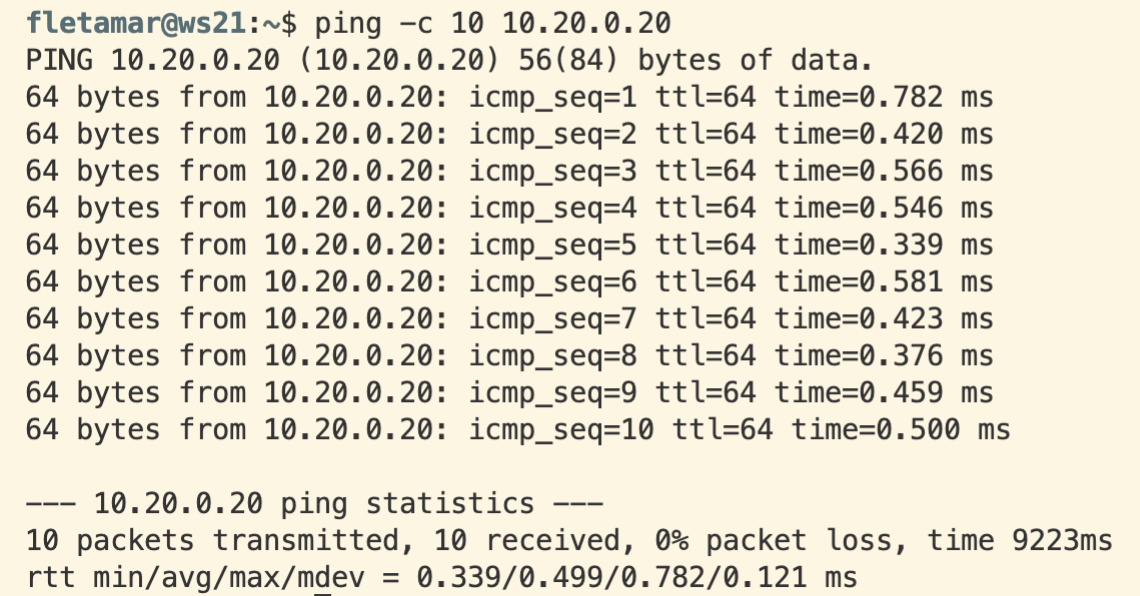 fletamar@ws21:~$ ping -c 10 10.20.0.20
PING 10.20.0.20 (10.20.0.20) 56(84) bytes of data.
64 bytes from 10.20.0.20: icmp_seq=1 ttl=64 time=0.782 ms
64 bytes from 10.20.0.20: icmp_seq=2 ttl=64 time=0.420 ms
64 bytes from 10.20.0.20: icmp_seq=3 ttl=64 time=0.566 ms
64 bytes from 10.20.0.20: icmp_seq=4 ttl=64 time=0.546 ms
64 bytes from 10.20.0.20: icmp_seq=5 ttl=64 time=0.339 ms
64 bytes from 10.20.0.20: icmp_seq=6 ttl=64 time=0.581 ms
64 bytes from 10.20.0.20: icmp_seq=7 ttl=64 time=0.423 ms
64 bytes from 10.20.0.20: icmp_seq=8 ttl=64 time=0.376 ms
64 bytes from 10.20.0.20: icmp_seq=9 ttl=64 time=0.459 ms
64 bytes from 10.20.0.20: icmp_seq=10 ttl=64 time=0.500 ms
--- 10.20.0.20 ping statistics ---
10 packets transmitted, 10 received, 0% packet loss, time 9223ms
rtt min/avg/max/mdev = 0.339/0.499/0.782/0.121 ms